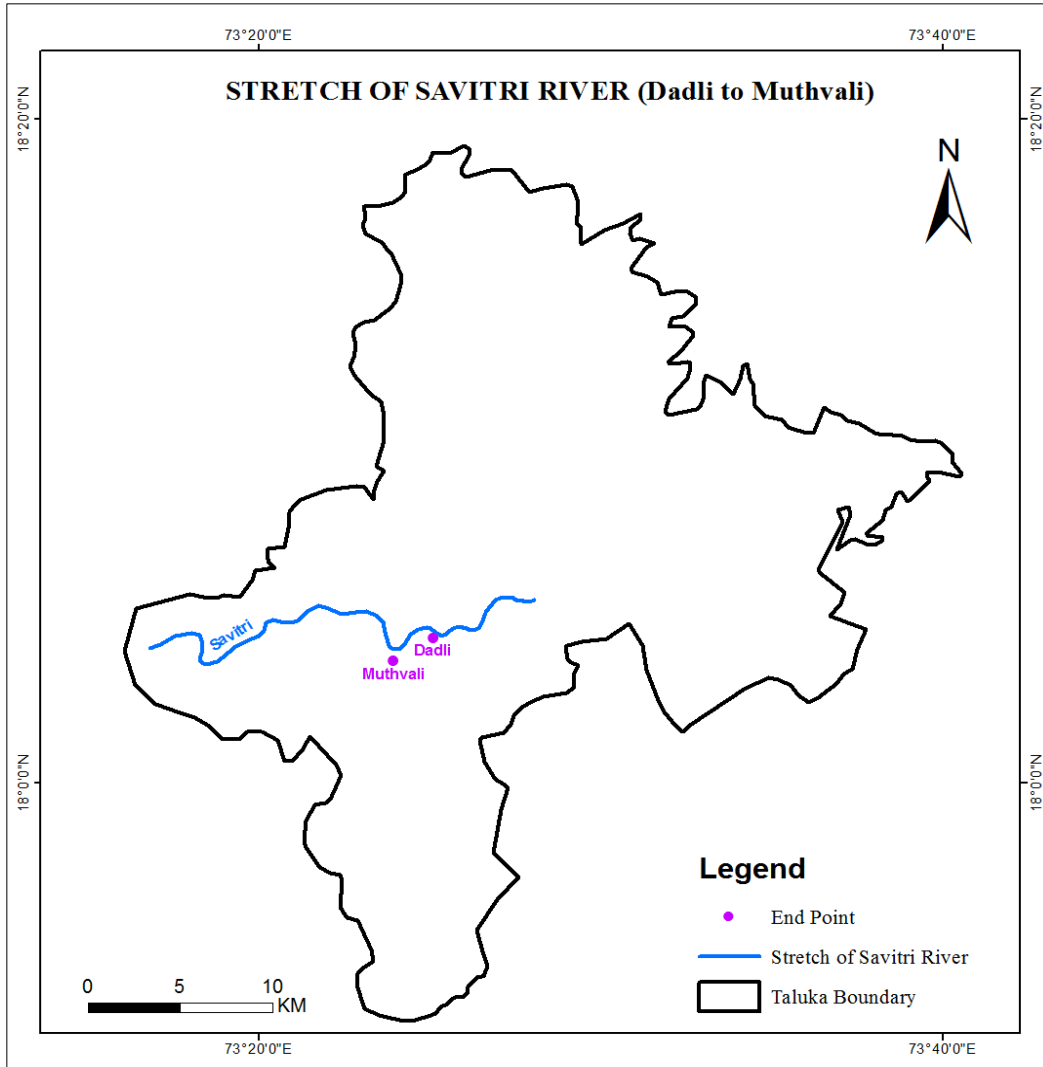 73°20'0"E
73°40'0"E
STRETCH OF SAVITRI RIVER (Dadli to Muthvali)
18°20'0"N
18°20'0"N
N
Savitri
Dadli
Muthvali
18°0'0"N
18°0'0"N
Legend
End Point
Stretch of Savitri River
Taluka Boundary
0 5 10
KM
73°20'0"E
73°40'0"E